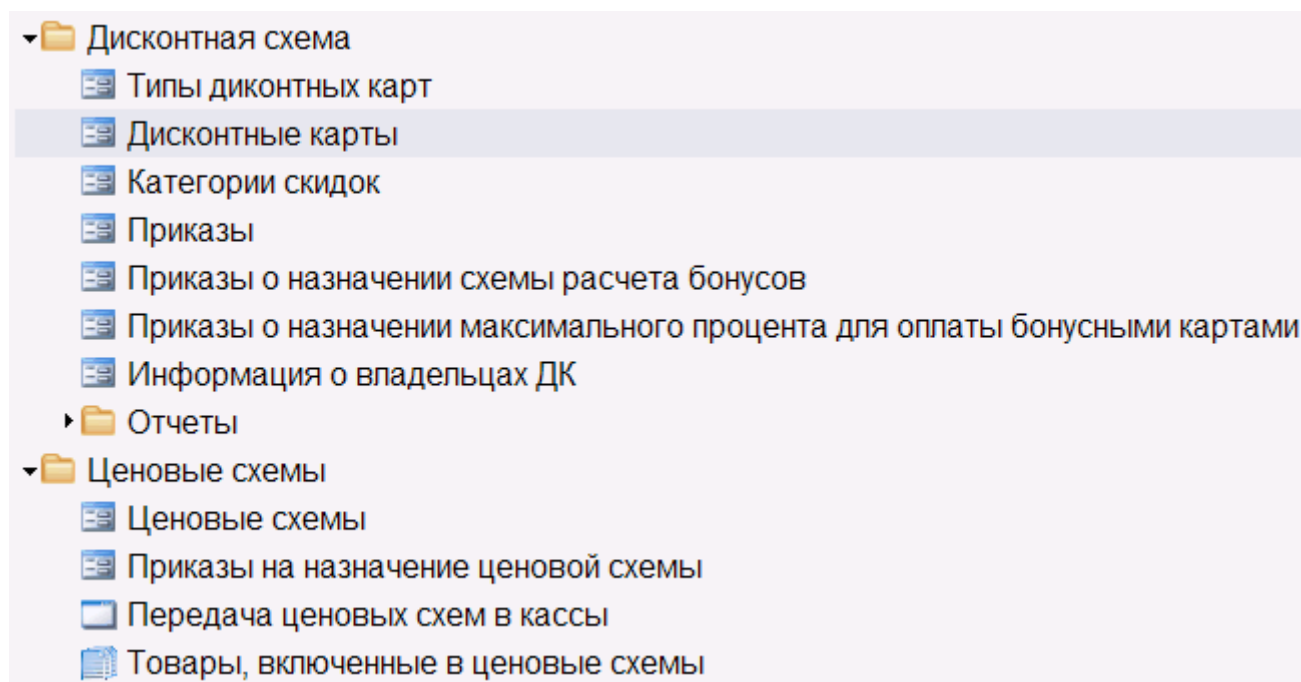 Дисконтная схема
Типы диконтных карт
Дисконтные карты
Категории скидок
Приказы
Приказы о назначении схемы расчета бонусов
Приказы о назначении максимального процента для оплаты бонусными картами
Информация о владельцах ДК
Отчеты
Ценовые схемы
Ценовые схемы
Приказы на назначение ценовой схемы
Передача ценовых схем в кассы
Товары, включенные в ценовые схемы